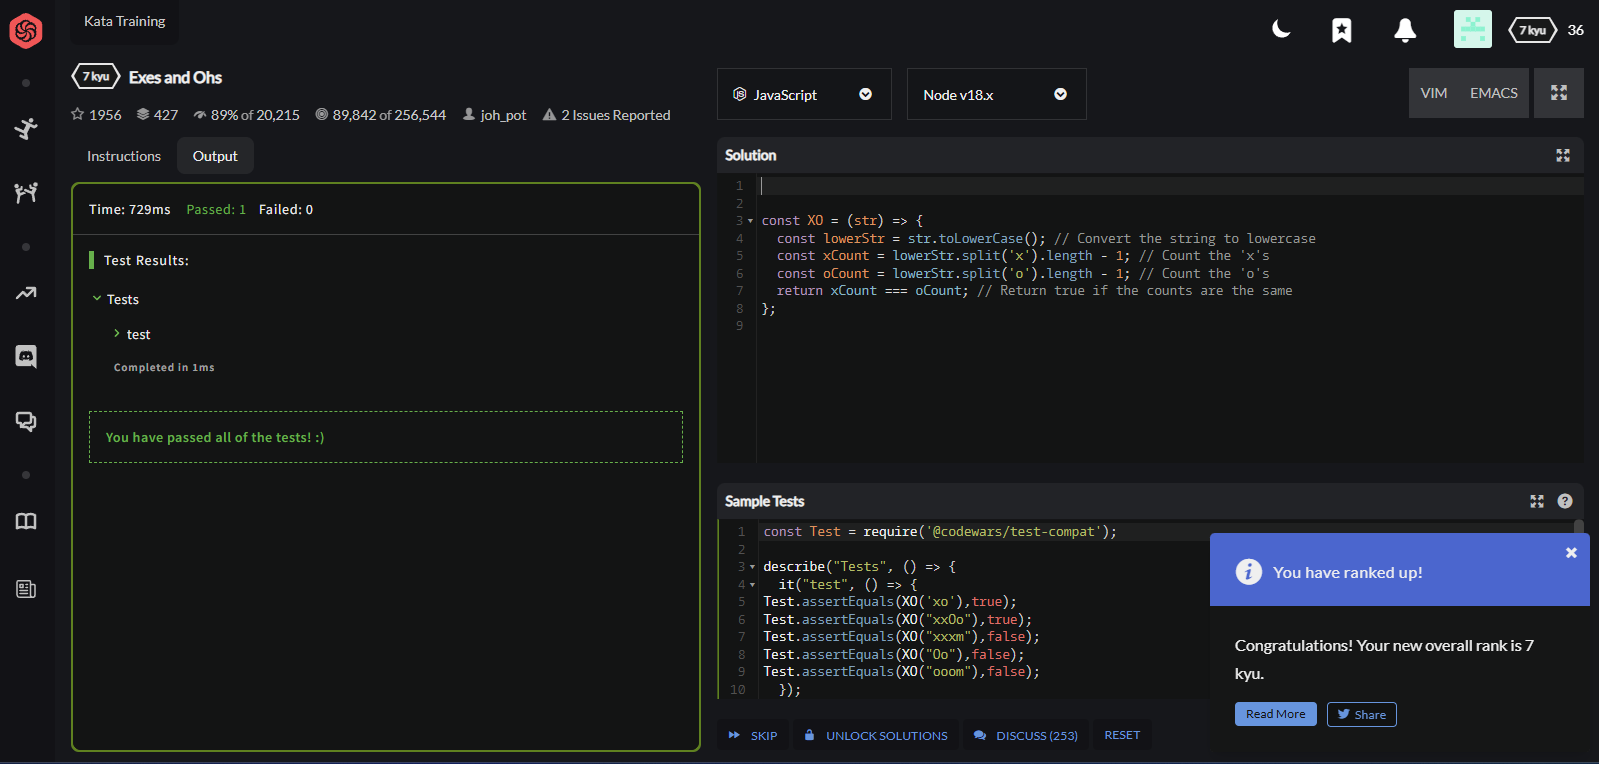 Kata Training
7 kyu 36
7 kyu Exes and Ohs
1956 427 89% of 20,215 89,842 of 256,544 joh_pot 2 Issues Reported
Instructions Output
Time: 729ms Passed: 1 Failed: 0
Test Results:
Tests
test
Completed in 1ms
You have passed all of the tests! :)
JavaScript
Node v18.x
VIM EMACS
Solution
1
2
3 const XO = (str) => {
4 const lowerStr = str.toLowerCase(); // Convert the string to lowercase
5 const xCount = lowerStr.split('x').length - 1; // Count the 'x's
6 const oCount = lowerStr.split('o').length - 1; // Count the 'o's
7 return xCount === oCount; // Return true if the counts are the same
8 };
9
Sample Tests
1 const Test = require('@codewars/test-compat');
2
3 describe("Tests", () => {
4 it("test", () => {
5 Test.assertEquals(XO('xo'),true);
6 Test.assertEquals(XO("xxOo"),true);
7 Test.assertEquals(XO("xxxm"),false);
8 Test.assertEquals(XO("Oo"),false);
9 Test.assertEquals(XO("ooom"),false);
10 });
SKIP UNLOCK SOLUTIONS DISCUSS (253) RESET
You have ranked up!
Congratulations! Your new overall rank is 7
kyu.
Read More Share